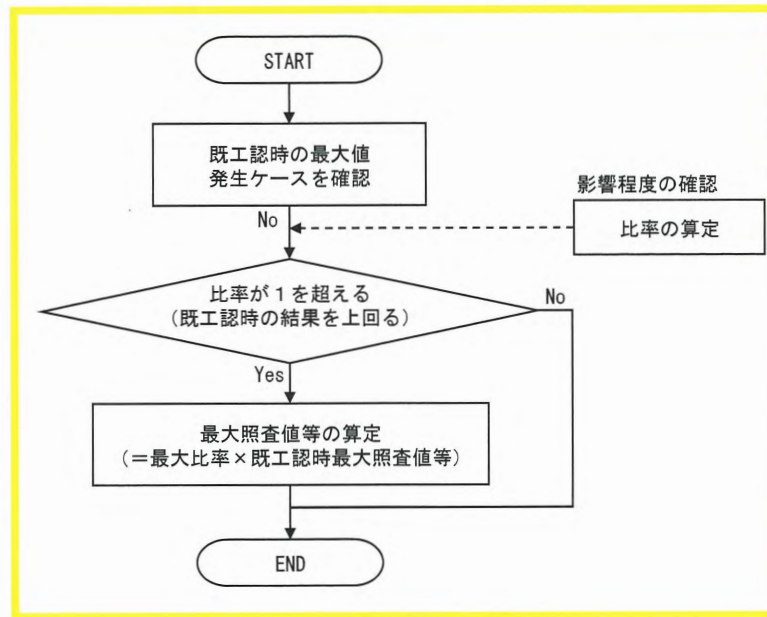 START
既工認時の最大値
発生ケースを確認
影響程度の確認
比率の算定
No
比率が１を超える
（既工認時の結果を上回る）
No
Yes
最大照査値等の算定
（＝最大比率×既工認時最大照査値等）
END